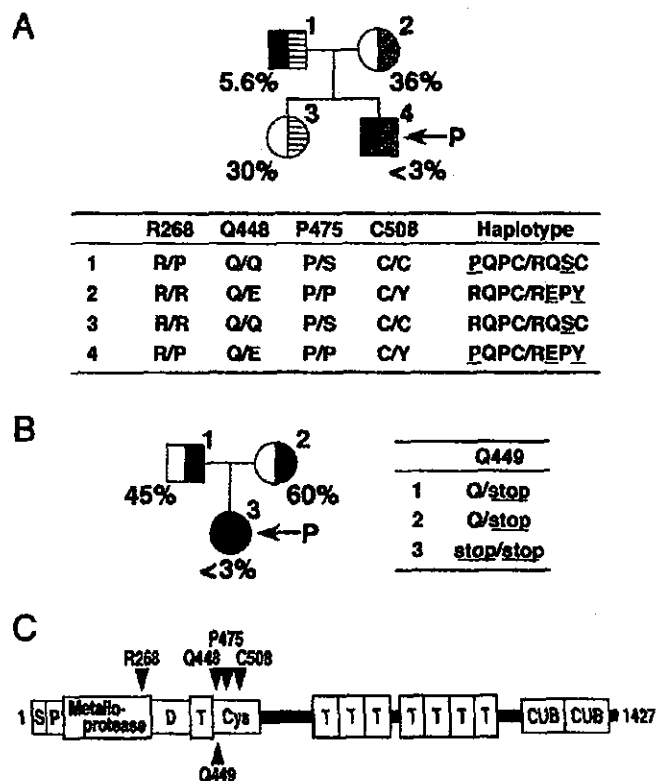 A
1 2
5.6% 36%
3 4
P
30% <3%
R268 Q448 P475 C508 Haplotype
1 R/P Q/Q P/S C/C PQPC/RQSC
2 R/R Q/E P/P C/Y RQPC/REPY
3 R/R Q/Q P/S C/C RQPC/RQSC
4 R/P Q/E P/P C/Y PQPC/REPY
B
1 2
45% 60%
3
P
<3%
Q449
1 Q/stop
2 Q/stop
3 stop/stop
C
P475
R268 Q448 C508
1 S P Metallo-protease D T Cys T T T T T T T CUB CUB 1427
Q449